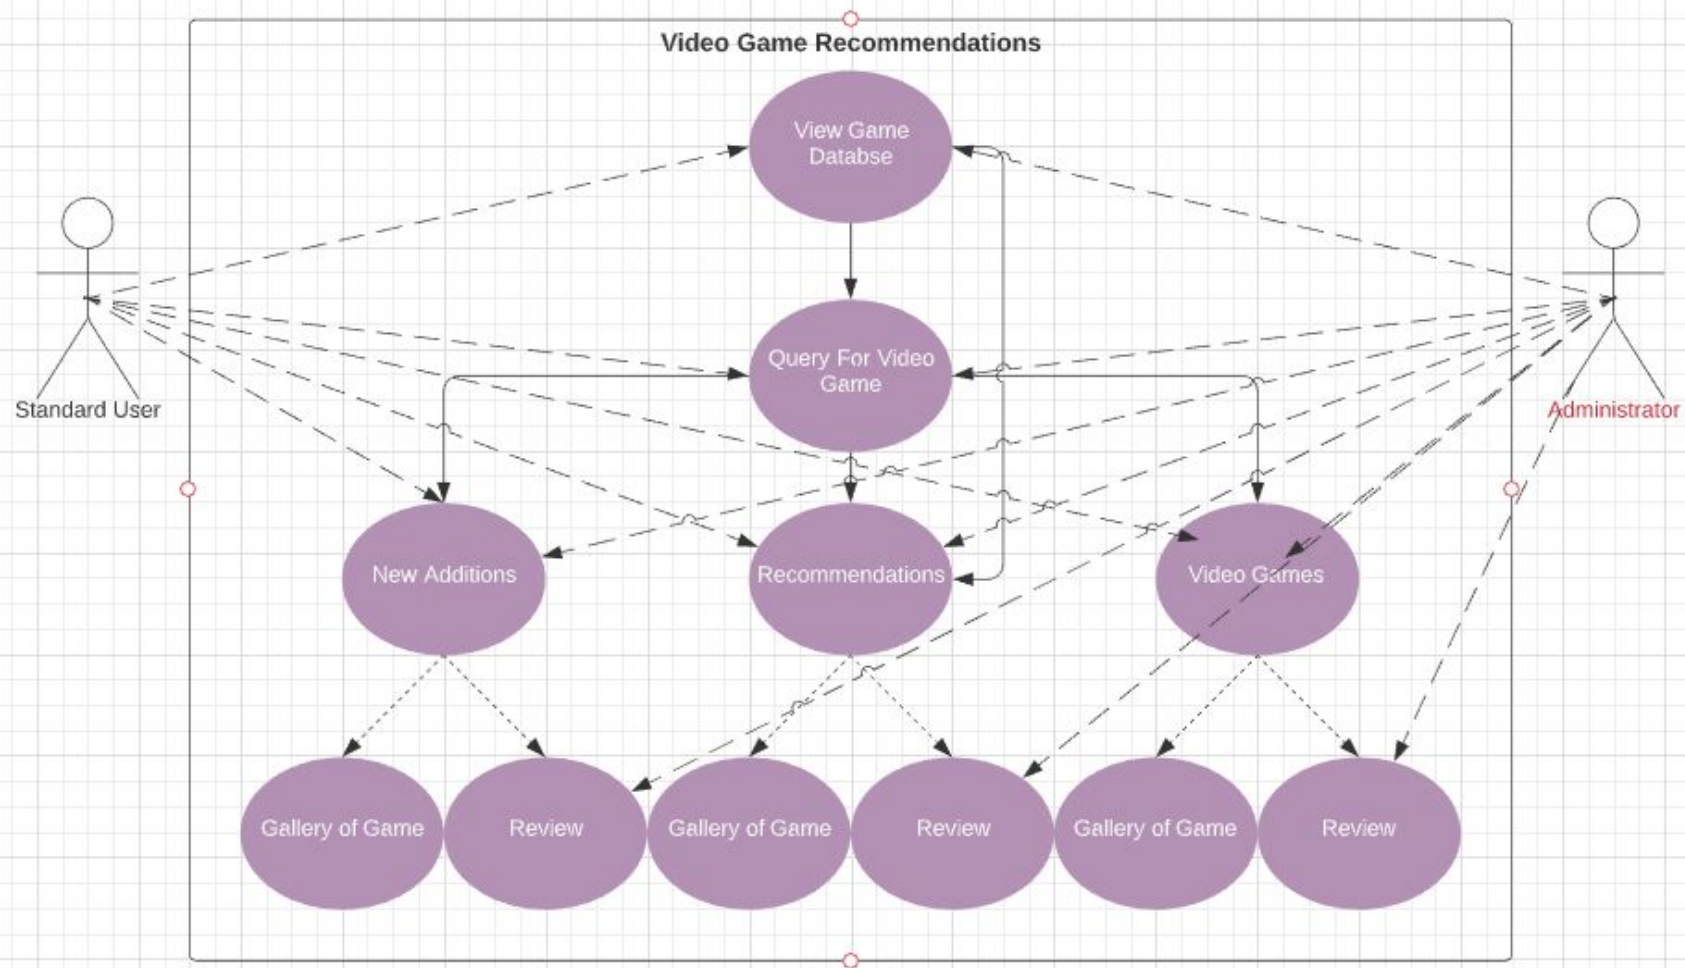 Video Game Recommendations
View Game
Databse
Query For Video
Game
Standard User
Administrator
New Additions
Recommendations
Video Games
Gallery of Game
Review
Gallery of Game
Review
Gallery of Game
Review